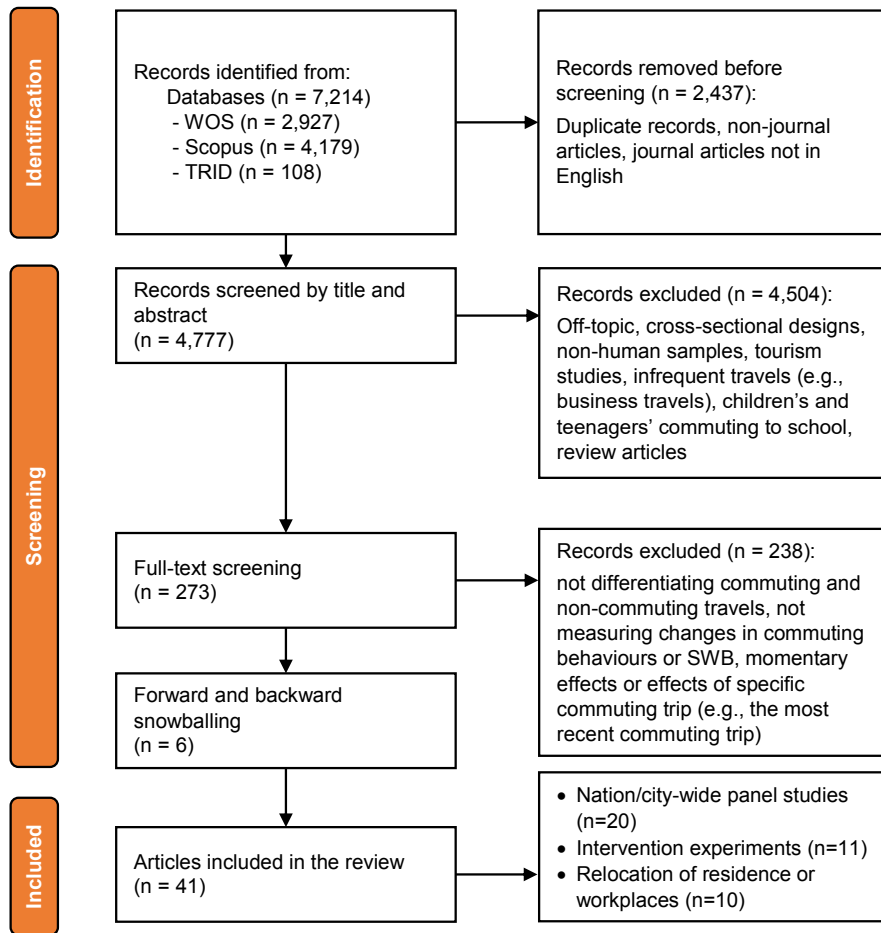 Identification
Records identified from:
Databases (n = 7,214)
- WOS (n = 2,927)
- Scopus (n = 4,179)
- TRID (n = 108)
Records removed before
screening (n = 2,437):
Duplicate records, non-journal
articles, journal articles not in
English
Screening
Records screened by title and
abstract
(n = 4,777)
Records excluded (n = 4,504):
Off-topic, cross-sectional designs,
non-human samples, tourism
studies, infrequent travels (e.g.,
business travels), children’s and
teenagers’ commuting to school,
review articles
Full-text screening
(n = 273)
Records excluded (n = 238):
not differentiating commuting and
non-commuting travels, not
measuring changes in commuting
behaviours or SWB, momentary
effects or effects of specific
commuting trip (e.g., the most
recent commuting trip)
Forward and backward
snowballing
(n = 6)
Included
Articles included in the review
(n = 41)
• Nation/city-wide panel studies
(n=20)
• Intervention experiments (n=11)
• Relocation of residence or
workplaces (n=10)